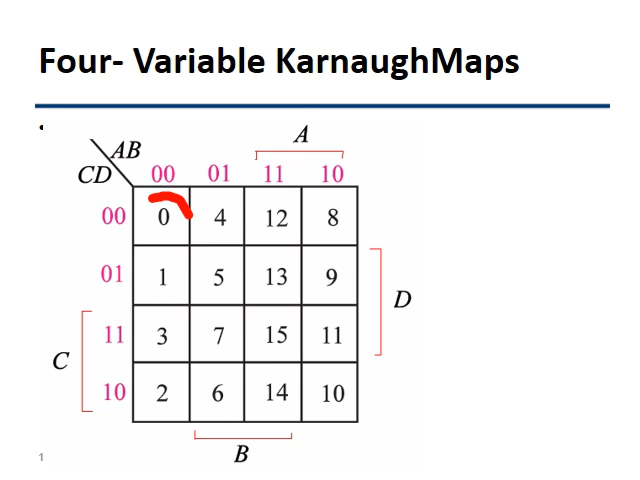 Four- Variable KarnaughMaps
•
A
AB
CD 00 01 11 10
00 0 4 12 8
01 1 5 13 9
D
11 3 7 15 11
C
10 2 6 14 10
B
1